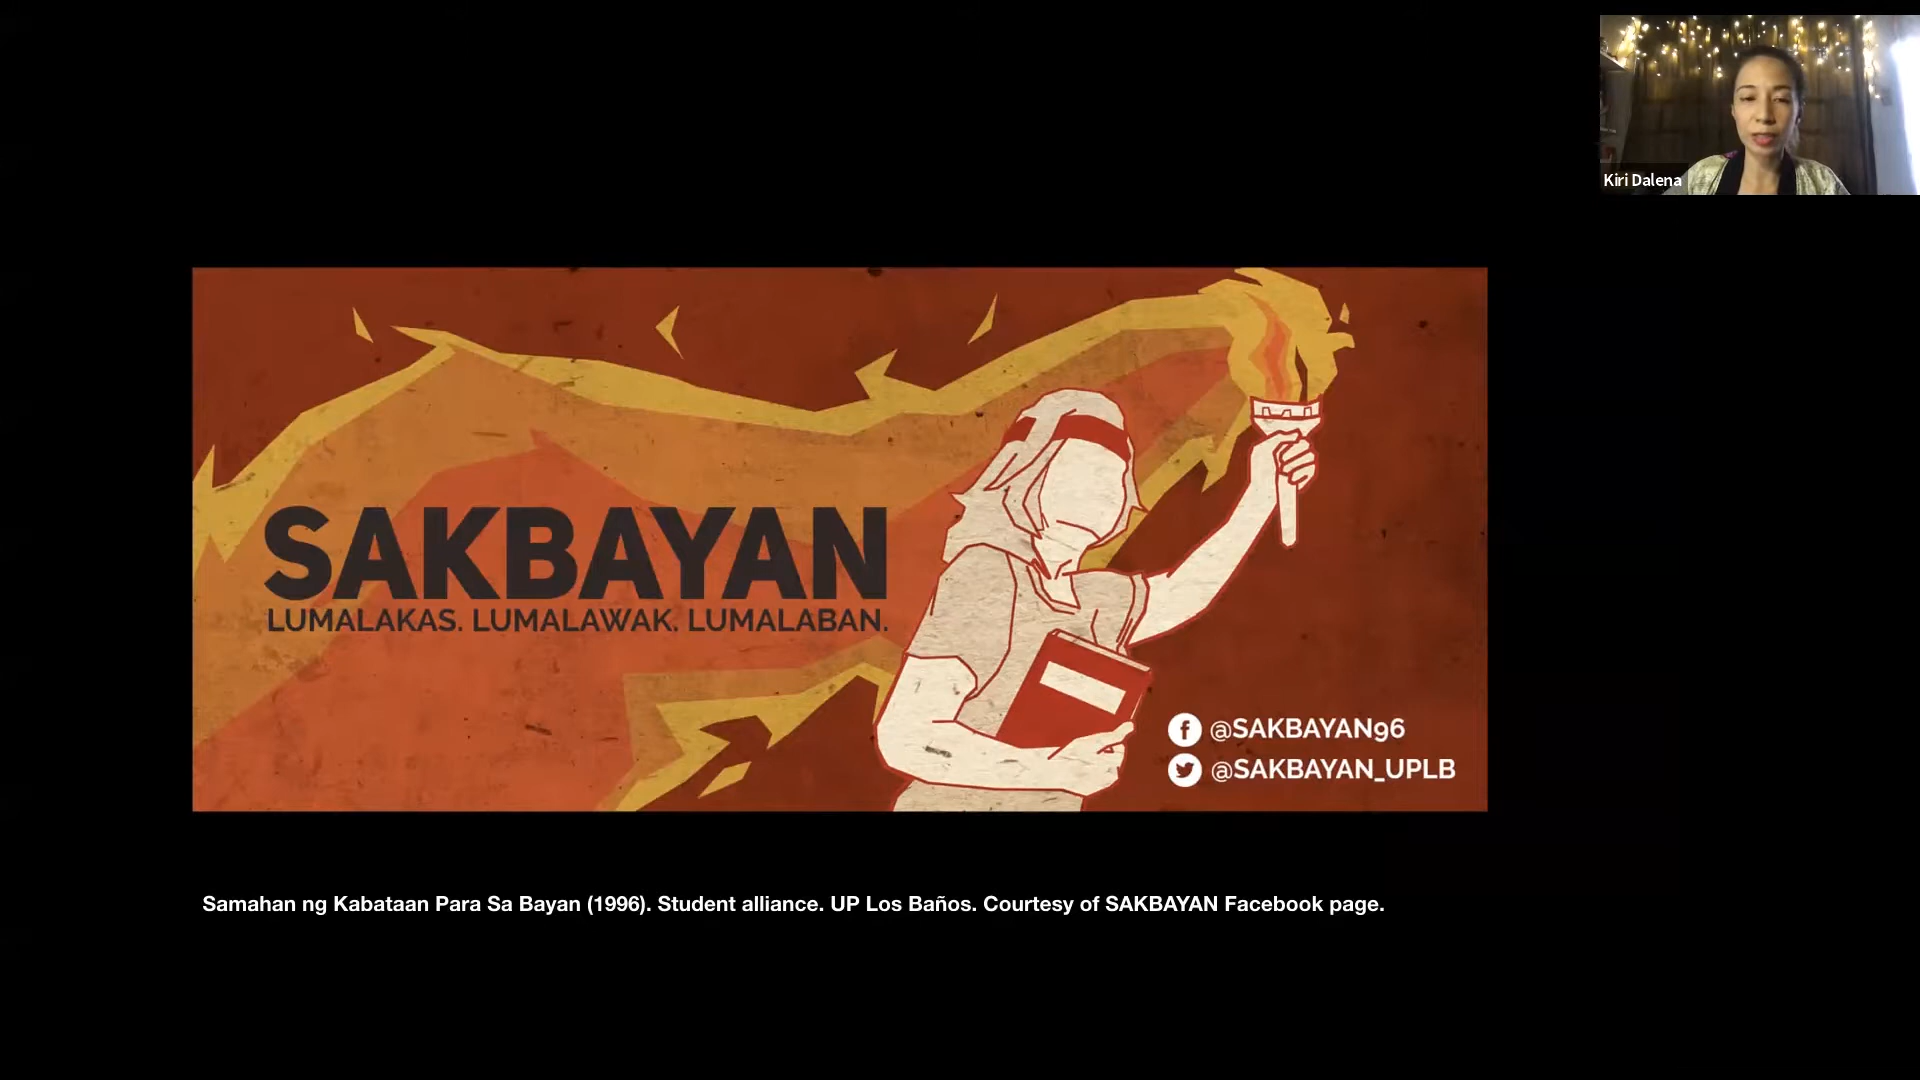 Kiri Dalena
SAKBAYAN
LUMALAKAS. LUMALAWAK. LUMALABAN.
@SAKBAYAN96
@SAKBAYAN_UPLB
Samahan ng Kabataan Para Sa Bayan (1996). Student alliance. UP Los Baños. Courtesy of SAKBAYAN Facebook page.